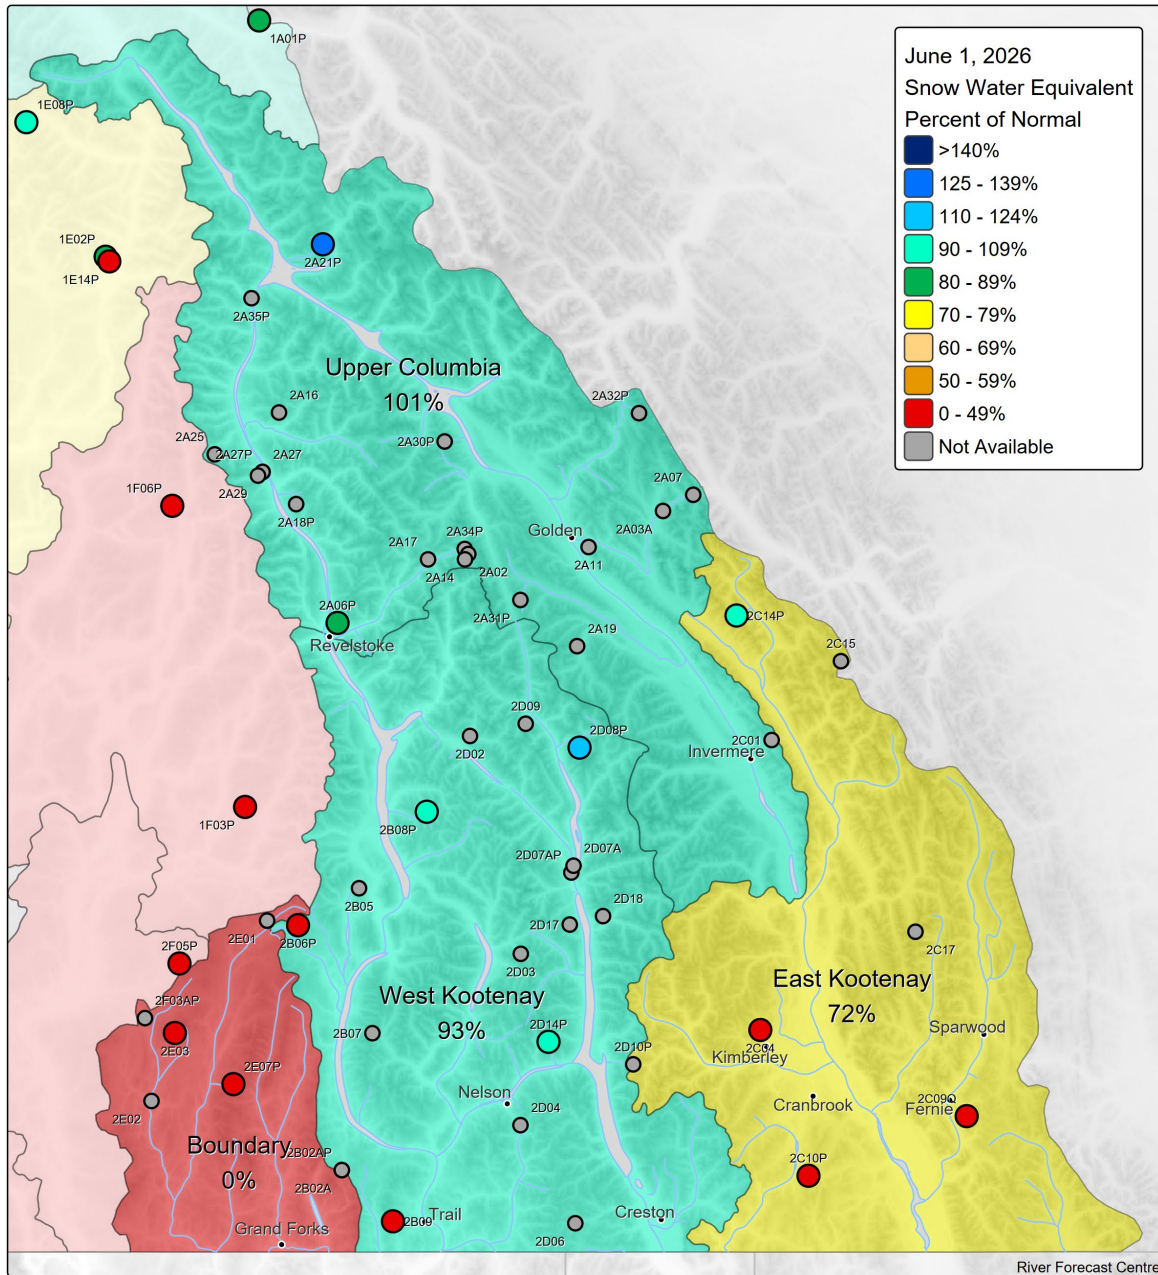 1A01P
June 1, 2026
Snow Water Equivalent
Percent of Normal
>140%
125 - 139%
110 - 124%
90 - 109%
80 - 89%
70 - 79%
60 - 69%
50 - 59%
0 - 49%
Not Available
1E08P
1E02P
1E14P
2A21P
2A35P
Upper Columbia
101%
2A16
2A32P
2A25
2A27P
2A27
2A29
2A30P
1F06P
2A18P
2A07
2A03A
Golden
2A34P
2A17
2A14
2A02
2A11
2A06P
2A31P
Revelstoke
2A19
2C14P
2C15
2D09
2D02
2D08P
2C01
Invermere
1F03P
2B08P
2D07AP
2D07A
2B05
2D18
2D17
2E01
2B06P
2C17
2F05P
2D03
2F03AP
West Kootenay
93%
East Kootenay
72%
2E03
2B07
2D14P
2C04
Kimberley
Sparwood
2D10P
2E07P
Nelson
2E02
2D04
Cranbrook
2C09Q
Fernie
Boundary
0%
2B02AP
2B02A
2C10P
2B09
Trail
Grand Forks
2D06
Creston
River Forecast Centre